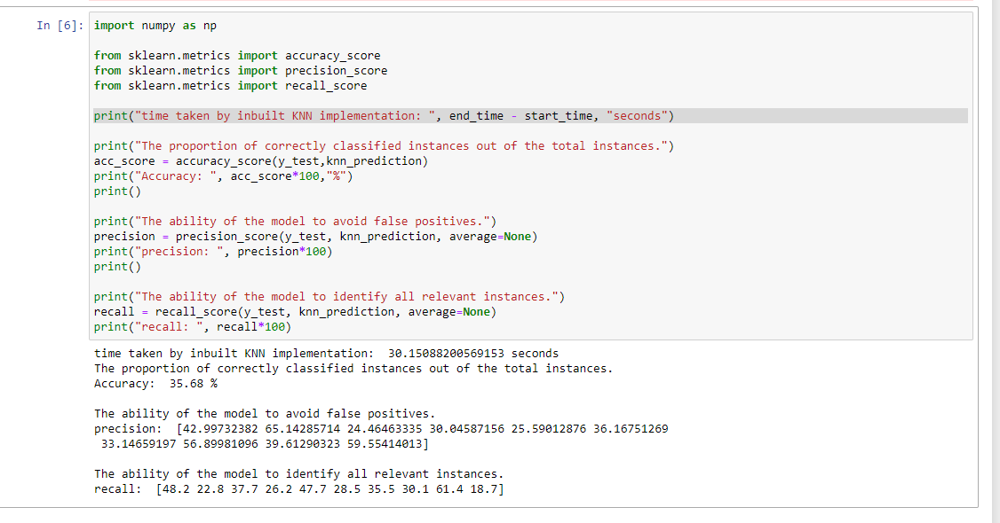 In [6]: import numpy as np
from sklearn.metrics import accuracy_score
from sklearn.metrics import precision_score
from sklearn.metrics import recall_score
print("time taken by inbuilt KNN implementation: ", end_time - start_time, "seconds")
print("The proportion of correctly classified instances out of the total instances.")
acc_score = accuracy_score(y_test,knn_prediction)
print("Accuracy: ", acc_score*100,"%")
print()
print("The ability of the model to avoid false positives.")
precision = precision_score(y_test, knn_prediction, average=None)
print("precision: ", precision*100)
print()
print("The ability of the model to identify all relevant instances.")
recall = recall_score(y_test, knn_prediction, average=None)
print("recall: ", recall*100)
time taken by inbuilt KNN implementation:  30.15088200569153 seconds
The proportion of correctly classified instances out of the total instances.
Accuracy:  35.68 %
The ability of the model to avoid false positives.
precision:  [42.99732382 65.14285714 24.46463335 30.04587156 25.59012876 36.16751269
 33.14659197 56.89981096 39.61290323 59.55414013]
The ability of the model to identify all relevant instances.
recall:  [48.2 22.8 37.7 26.2 47.7 28.5 35.5 30.1 61.4 18.7]